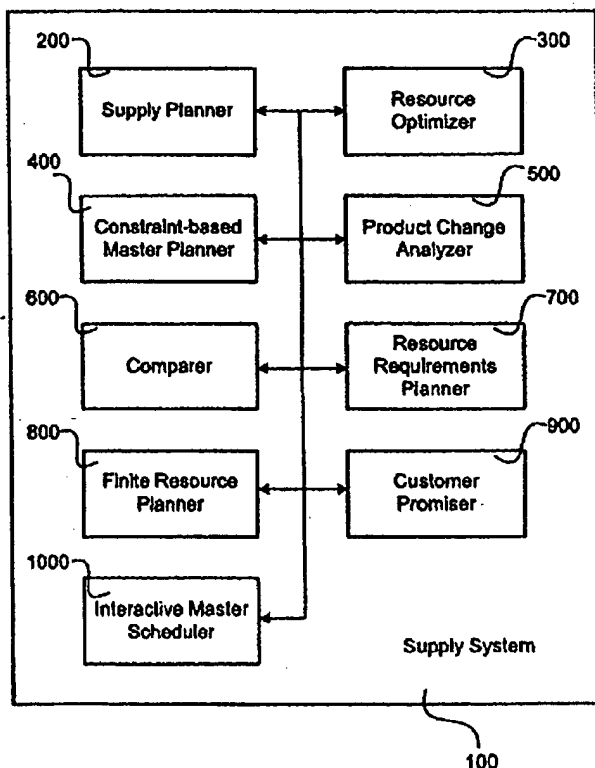 200
300
Supply Planner
Resource
Optimizer
400
500
Constraint-based
Master Planner
Product Change
Analyzer
600
700
Comparer
Resource
Requirements
Planner
800
900
Finite Resource
Planner
Customer
Promiser
1000
Interactive Master
Scheduler
Supply System
100